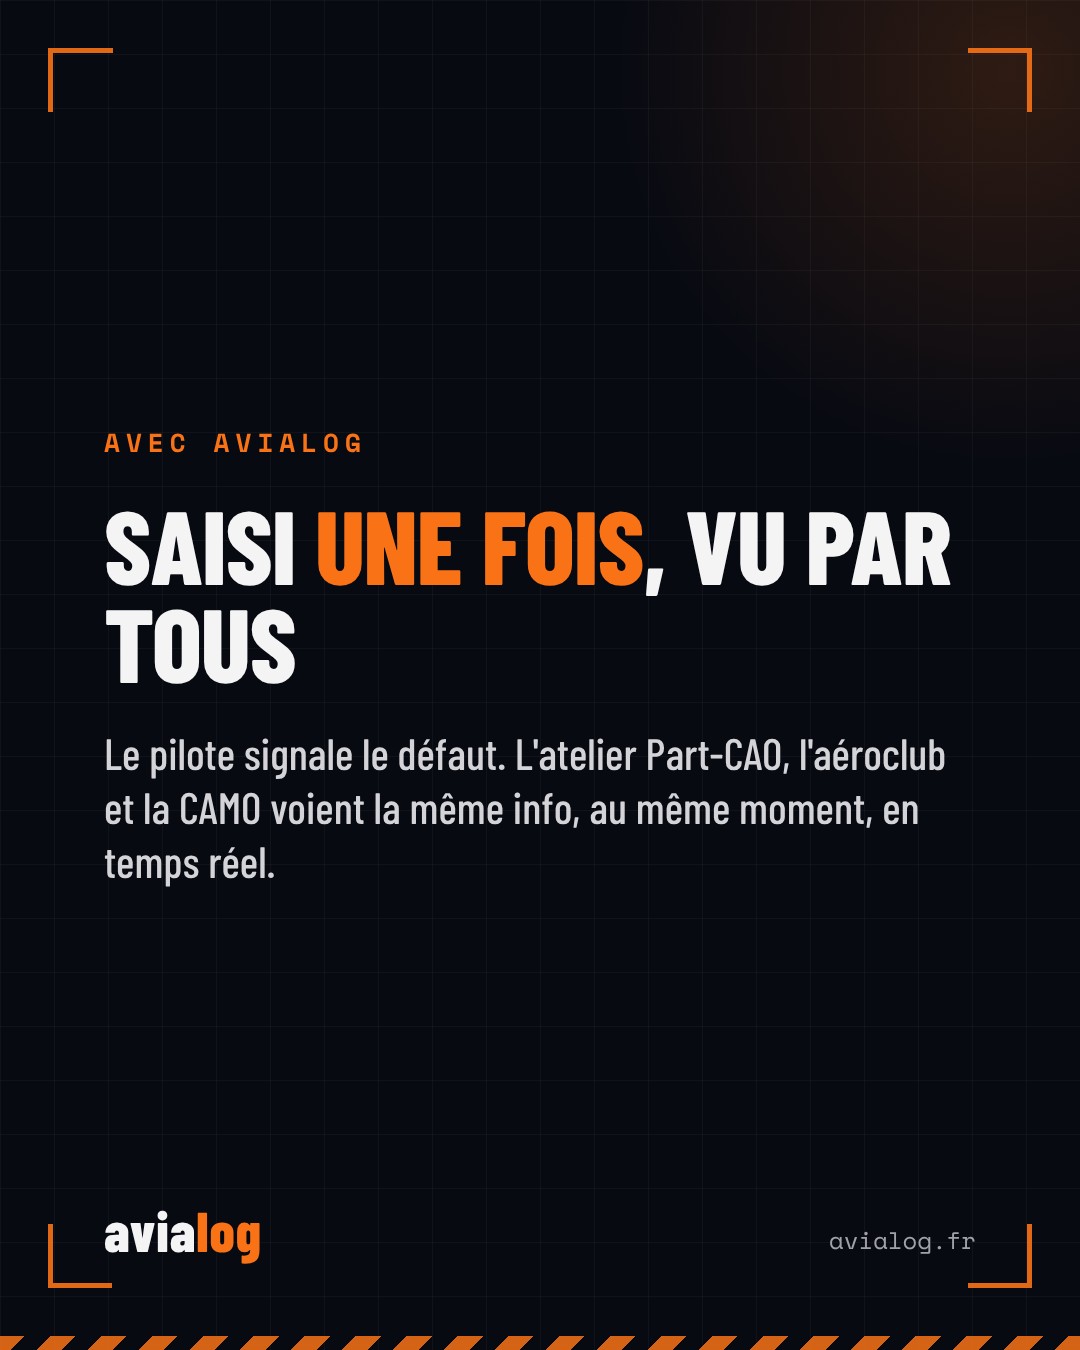 AVEC AVIALOG
SAISI UNE FOIS, VU PAR
TOUS
Le pilote signale le défaut. L'atelier Part-CAO, l'aéroclub
et la CAMO voient la même info, au même moment, en
temps réel.
avialog
avialog.fr